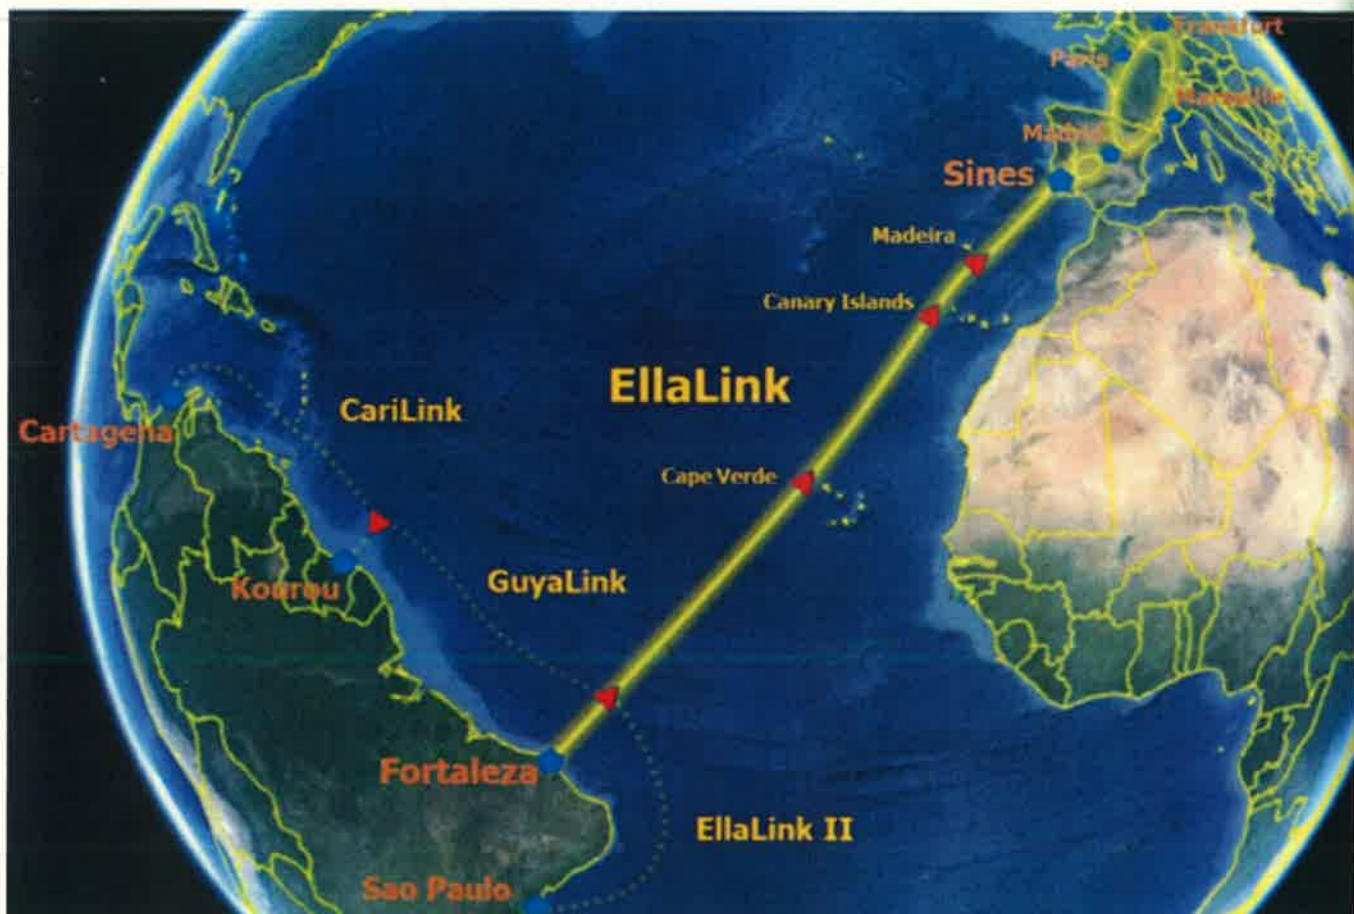 Frankfurt
Paris
Marseille
Madrid
Sines
Madeira
Canary Islands
EllaLink
CariLink
Cartagena
Cape Verde
GuyaLink
Kourou
Fortaleza
EllaLink II
Sao Paulo